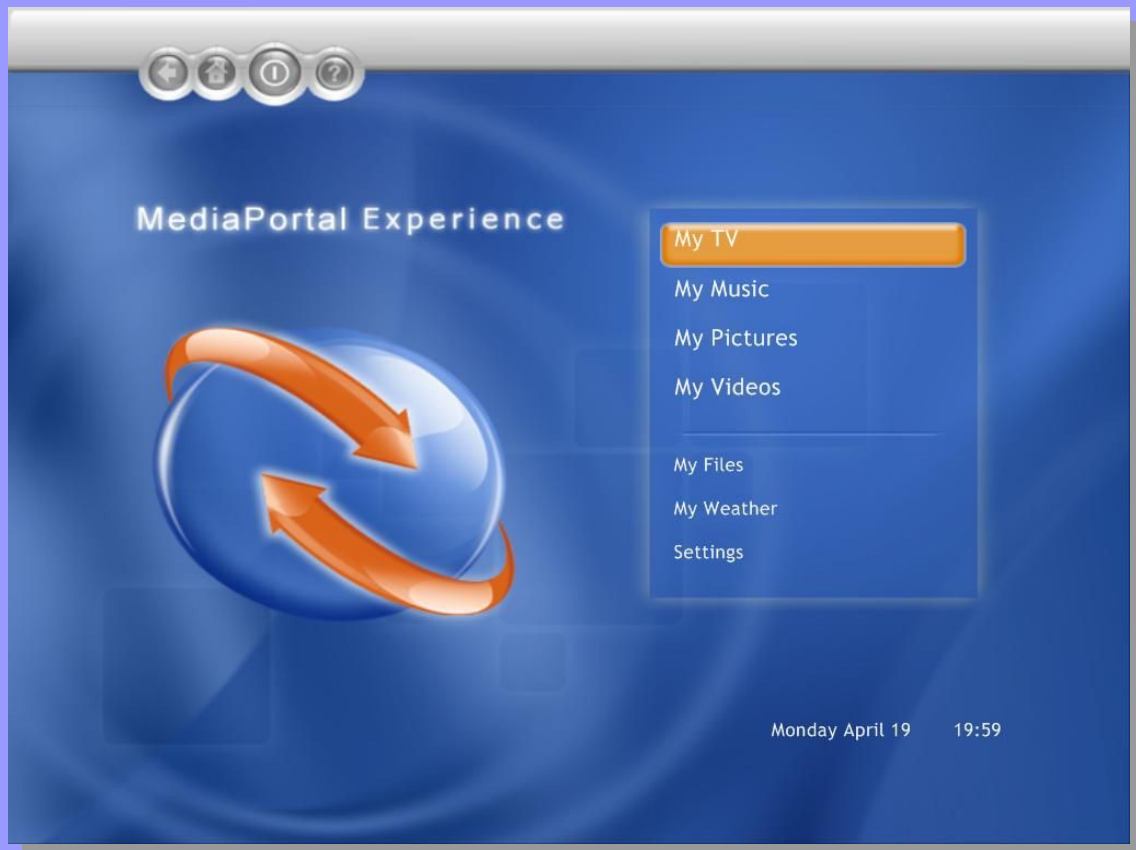 MediaPortal Experience
My TV
My Music
My Pictures
My Videos
My Files
My Weather
Settings
Monday April 19 19:59